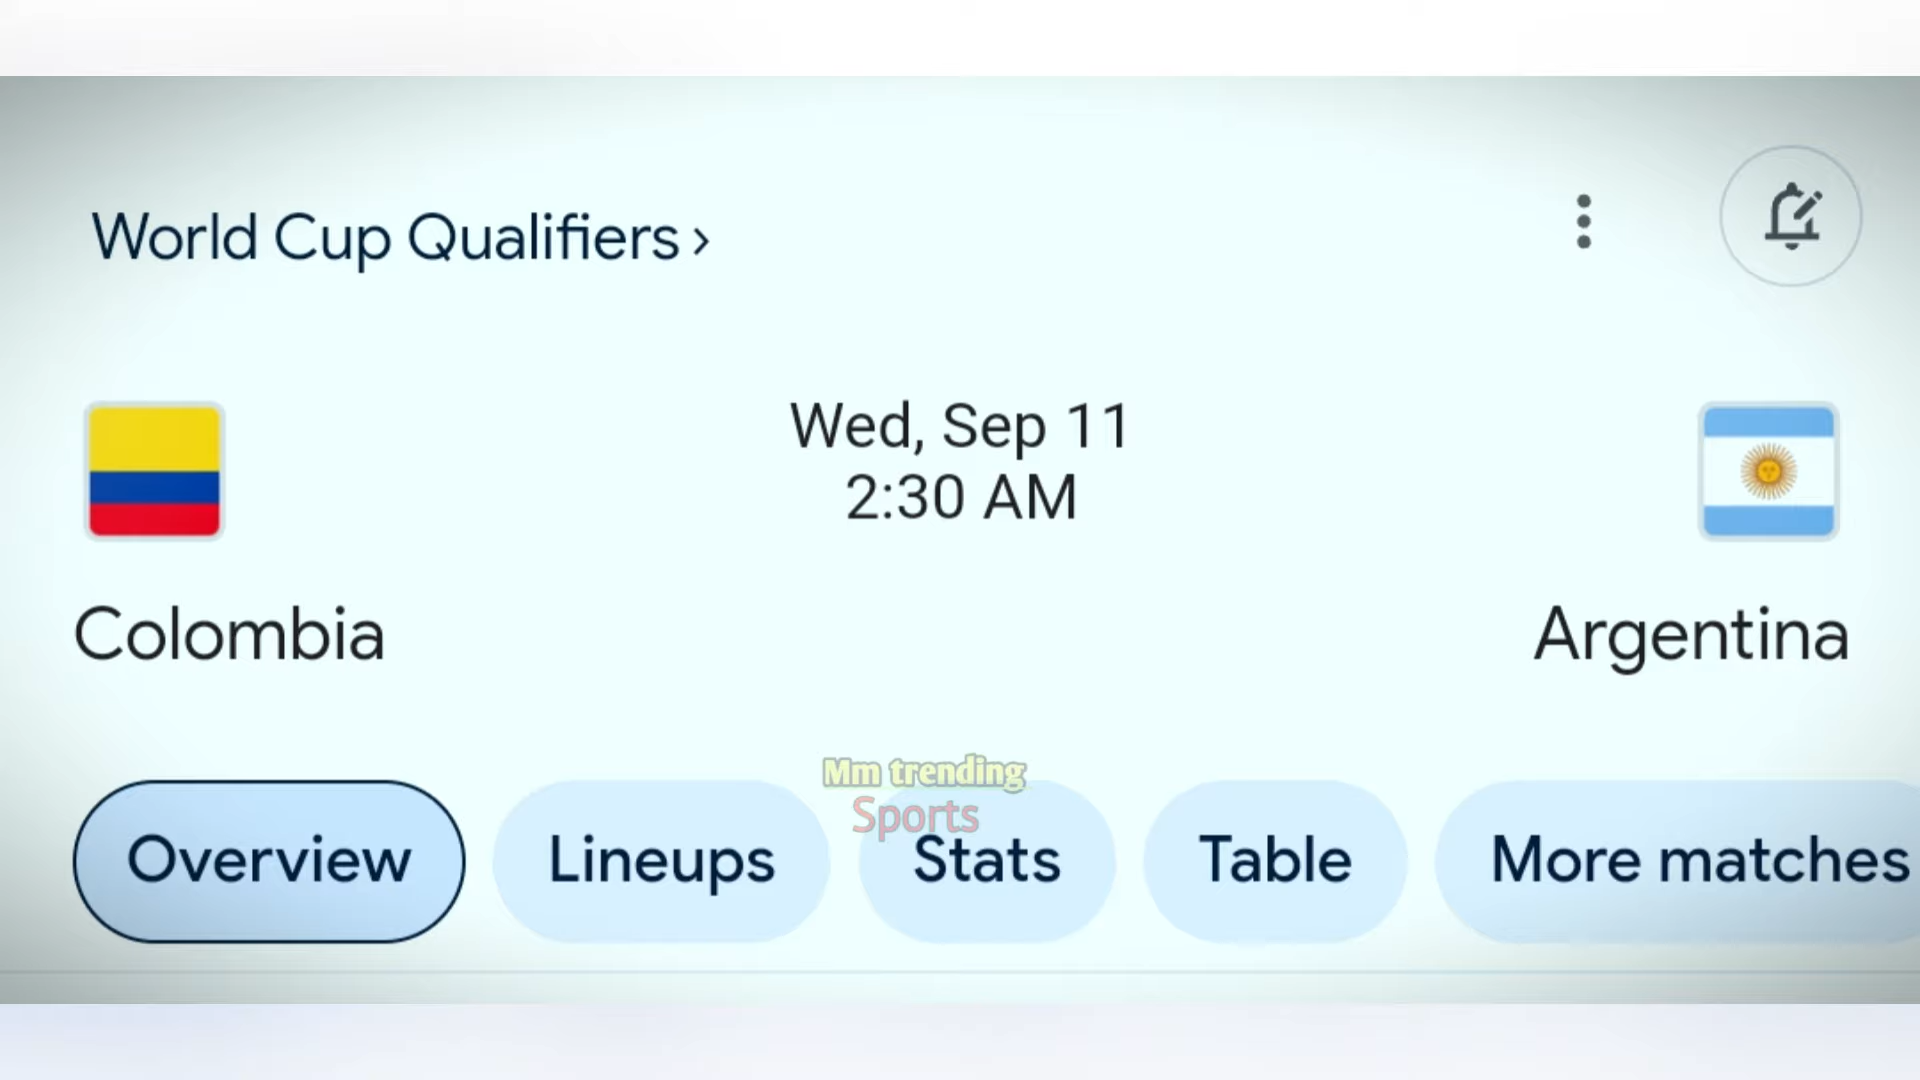 World Cup Qualifiers >
Wed, Sep 11
2:30 AM
Colombia
Argentina
Mm trending
Sports
Overview
Lineups
Stats
Table
More matches